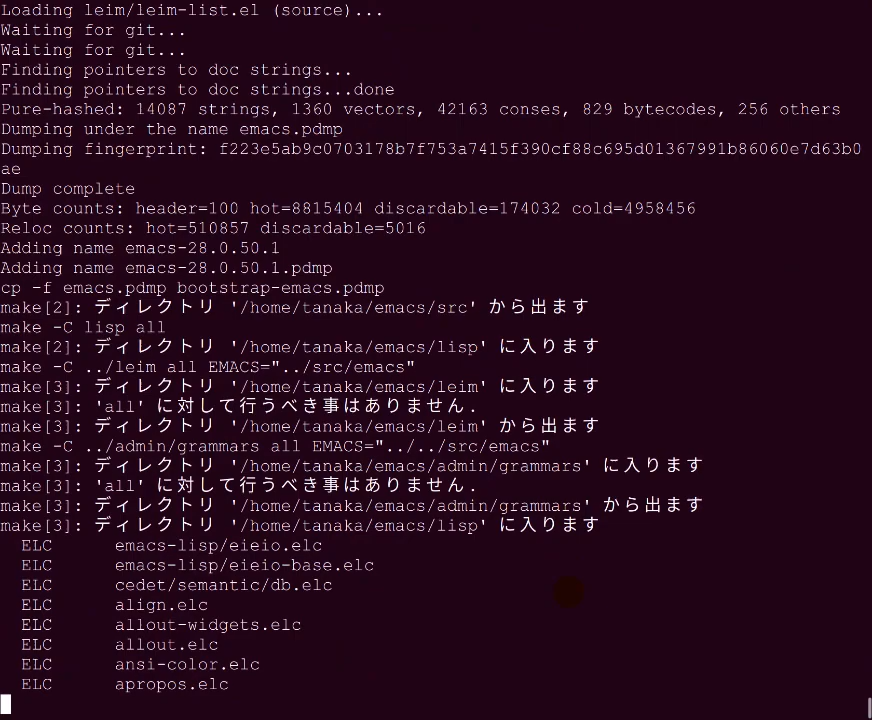 Loading leim/leim-list.el (source)...
Waiting for git...
Waiting for git...
Finding pointers to doc strings...
Finding pointers to doc strings...done
Pure-hashed: 14087 strings, 1360 vectors, 42163 conses, 829 bytecodes, 256 others
Dumping under the name emacs.pdmp
Dumping fingerprint: f223e5ab9c0703178b7f753a7415f390cf88c695d01367991b86060e7d63b0
ae
Dump complete
Byte counts: header=100 hot=8815404 discardable=174032 cold=4958456
Reloc counts: hot=510857 discardable=5016
Adding name emacs-28.0.50.1
Adding name emacs-28.0.50.1.pdmp
cp -f emacs.pdmp bootstrap-emacs.pdmp
make[2]: ディレクトリ '/home/tanaka/emacs/src' から出ます
make -C lisp all
make[2]: ディレクトリ '/home/tanaka/emacs/lisp' に入ります
make -C ../leim all EMACS="../src/emacs"
make[3]: ディレクトリ '/home/tanaka/emacs/leim' に入ります
make[3]: 'all' に対して行うべき事はありません.
make[3]: ディレクトリ '/home/tanaka/emacs/leim' から出ます
make -C ../admin/grammars all EMACS="../../src/emacs"
make[3]: ディレクトリ '/home/tanaka/emacs/admin/grammars' に入ります
make[3]: 'all' に対して行うべき事はありません.
make[3]: ディレクトリ '/home/tanaka/emacs/admin/grammars' から出ます
make[3]: ディレクトリ '/home/tanaka/emacs/lisp' に入ります
  ELC      emacs-lisp/eieio.elc
  ELC      emacs-lisp/eieio-base.elc
  ELC      cedet/semantic/db.elc
  ELC      align.elc
  ELC      allout-widgets.elc
  ELC      allout.elc
  ELC      ansi-color.elc
  ELC      apropos.elc